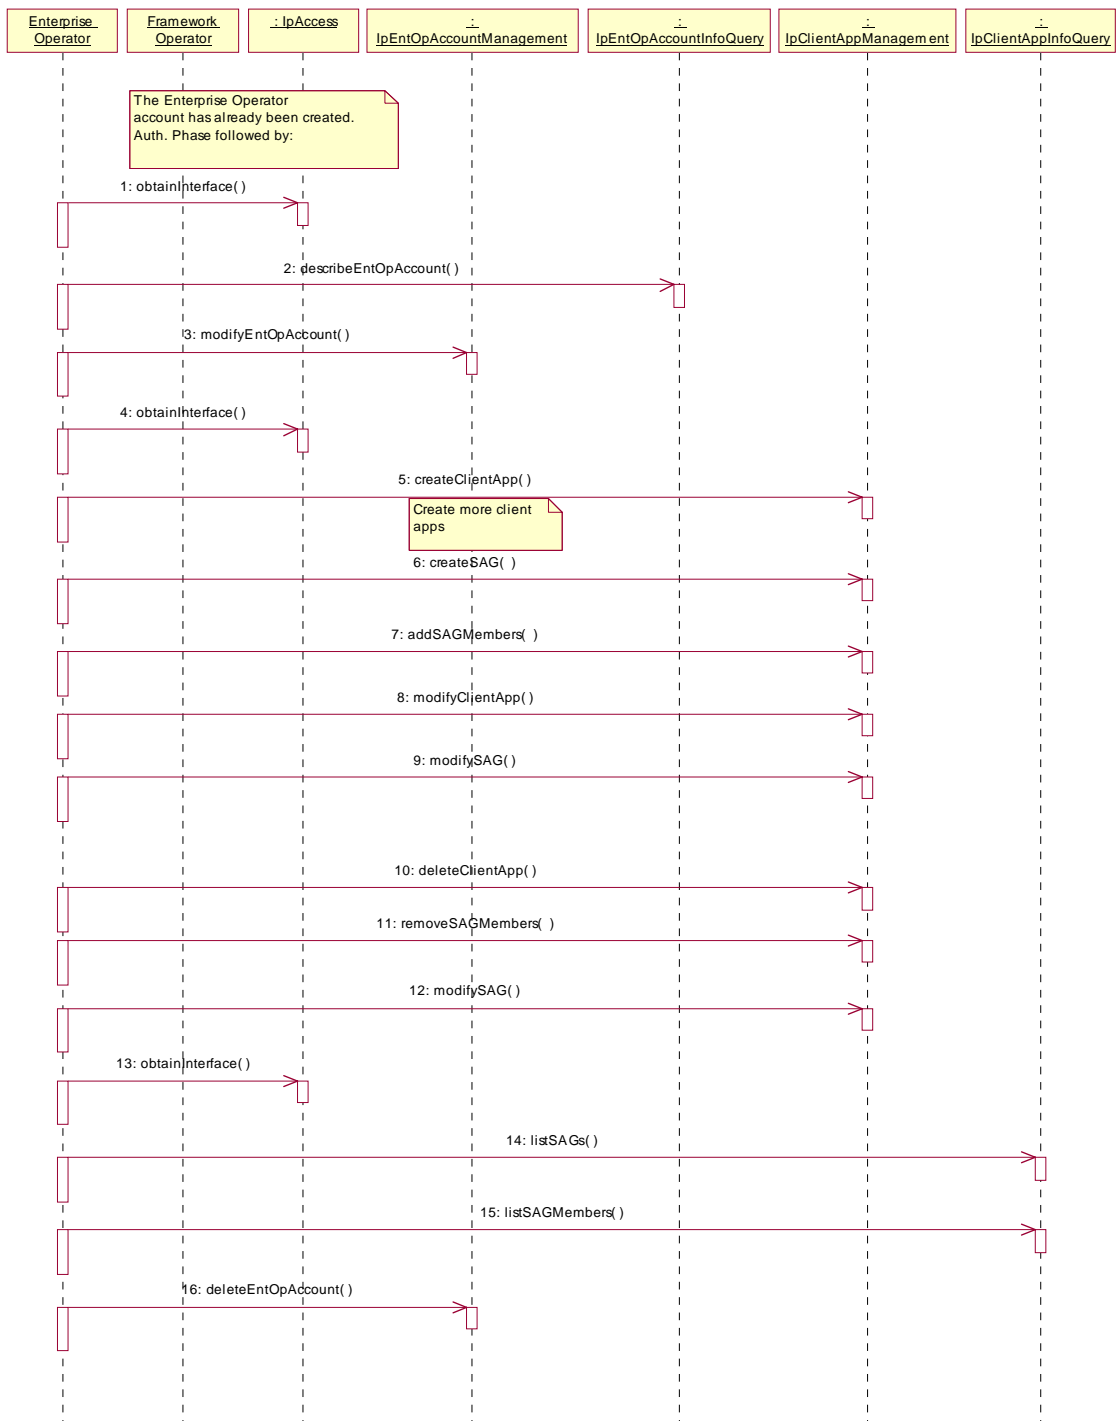 Enterprise
Operator
Framework
Operator
: IpAccess
:
IpEntOpAccountManagement
:
IpEntOpAccountInfoQuery
:
IpClientAppManagement
:
IpClientAppInfoQuery
The Enterprise Operator
account has already been created.
Auth. Phase followed by:
1: obtainInterface( )
2: describeEntOpAccount( )
3: modifyEntOpAccount( )
4: obtainInterface( )
5: createClientApp( )
Create more client
apps
6: createSAG( )
7: addSAGMembers( )
8: modifyClientApp( )
9: modifySAG( )
10: deleteClientApp( )
11: removeSAGMembers( )
12: modifySAG( )
13: obtainInterface( )
14: listSAGs( )
15: listSAGMembers( )
16: deleteEntOpAccount( )